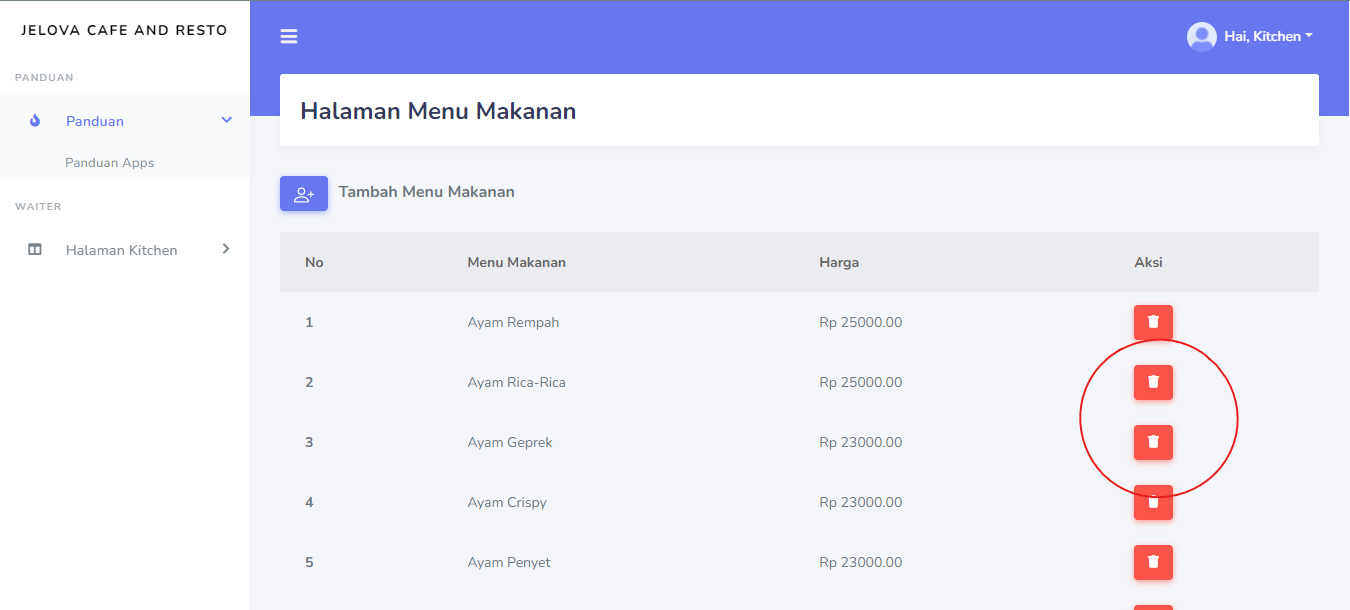 JELOVA CAFE AND RESTO
Hai, Kitchen
PANDUAN
Panduan
Panduan Apps
WAITER
Halaman Kitchen
Halaman Menu Makanan
Tambah Menu Makanan
No Menu Makanan Harga Aksi
1 Ayam Rempah Rp 25000.00
2 Ayam Rica-Rica Rp 25000.00
3 Ayam Geprek Rp 23000.00
4 Ayam Crispy Rp 23000.00
5 Ayam Penyet Rp 23000.00